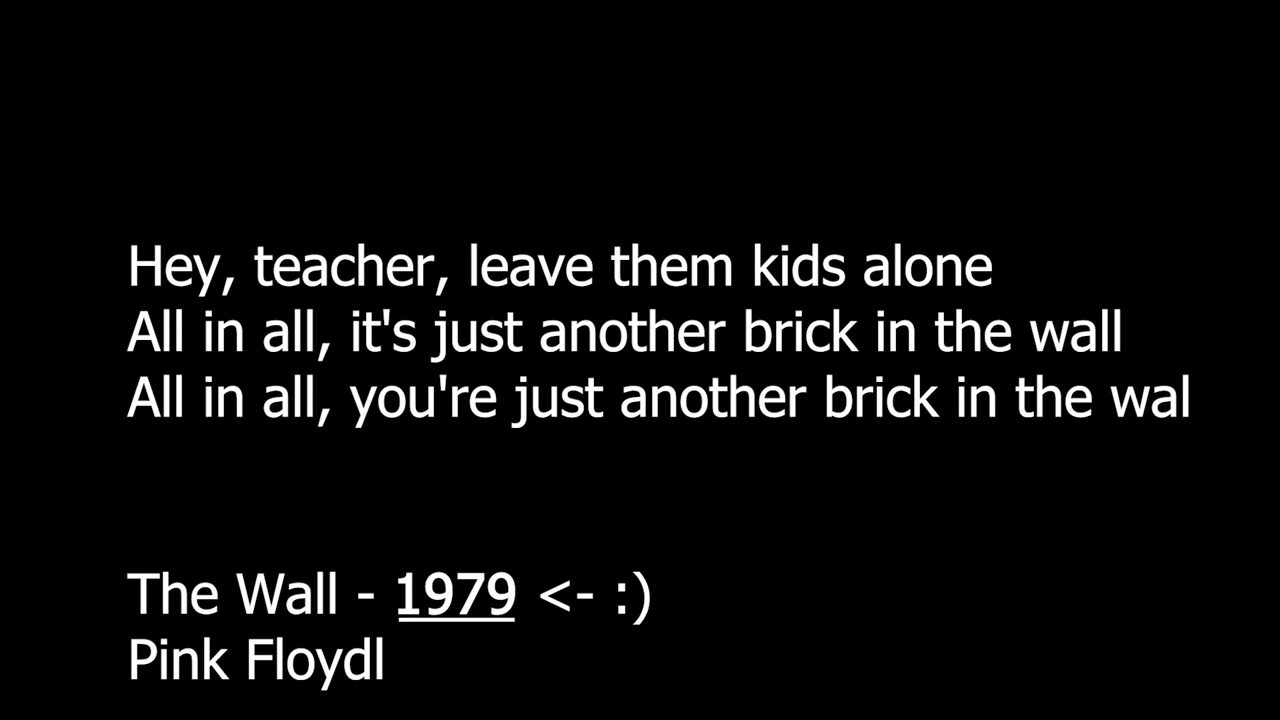 Hey, teacher, leave them kids alone
All in all, it's just another brick in the wall
All in all, you're just another brick in the wal
The Wall - 1979 <- :)
Pink Floydl